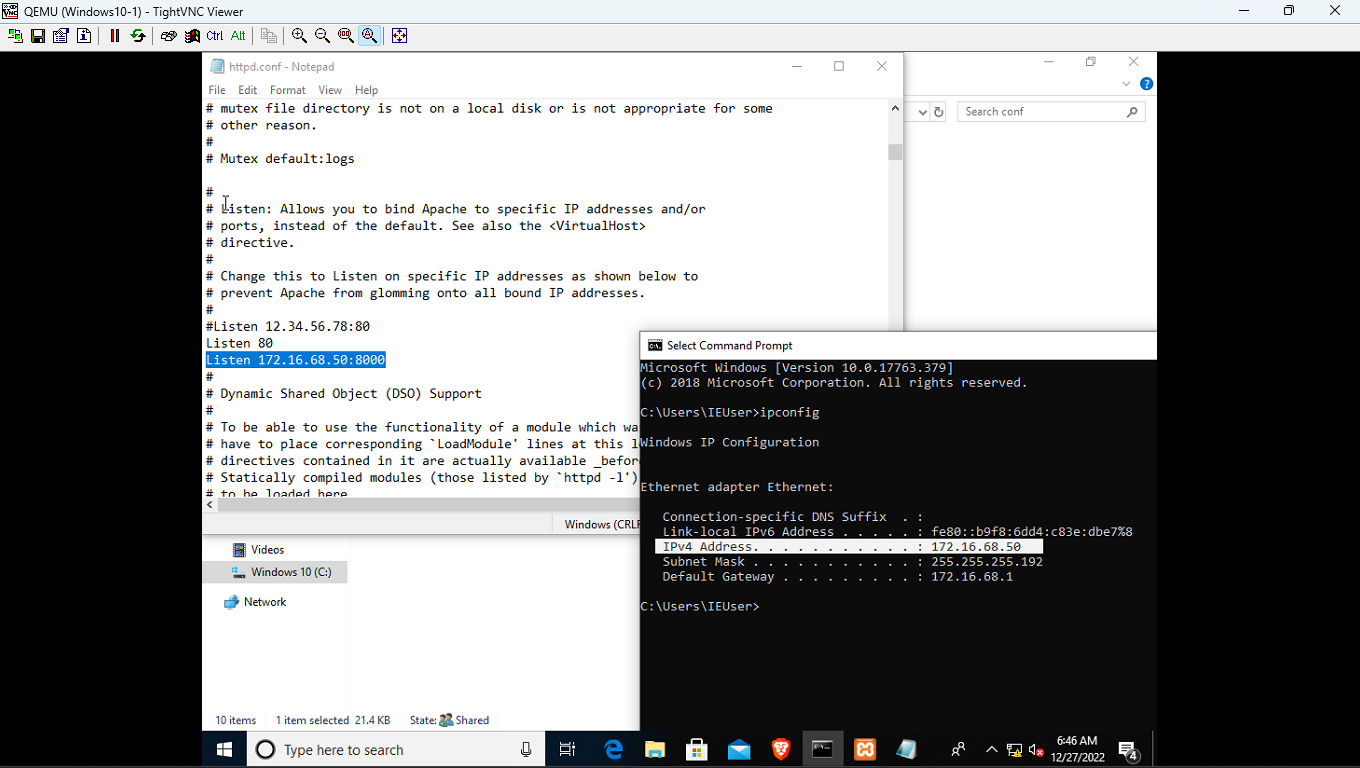 QEMU (Windows10-1) - TightVNC Viewer
Ctrl Alt
httpd.conf - Notepad
File Edit Format View Help
# mutex file directory is not on a local disk or is not appropriate for some
# other reason.
#
# Mutex default:logs
#
# Listen: Allows you to bind Apache to specific IP addresses and/or
# ports, instead of the default. See also the <VirtualHost>
# directive.
#
# Change this to Listen on specific IP addresses as shown below to
# prevent Apache from glomming onto all bound IP addresses.
#
#Listen 12.34.56.78:80
Listen 80
Listen 172.16.68.50:8000
#
# Dynamic Shared Object (DSO) Support
#
# To be able to use the functionality of a module which wa
# have to place corresponding `LoadModule' lines at this l
# directives contained in it are actually available _befor
# Statically compiled modules (those listed by `httpd -l')
# to be loaded here
Windows (CRLF
Search conf
Select Command Prompt
Microsoft Windows [Version 10.0.17763.379]
(c) 2018 Microsoft Corporation. All rights reserved.
C:\Users\IEUser>ipconfig
Windows IP Configuration
Ethernet adapter Ethernet:
Connection-specific DNS Suffix . :
Link-local IPv6 Address . . . . . : fe80::b9f8:6dd4:c83e:dbe7%8
IPv4 Address. . . . . . . . . . . : 172.16.68.50
Subnet Mask . . . . . . . . . . . : 255.255.255.192
Default Gateway . . . . . . . . . : 172.16.68.1
C:\Users\IEUser>
Videos
Windows 10 (C:)
Network
10 items 1 item selected 21.4 KB State: Shared
Type here to search
6:46 AM
12/27/2022
4